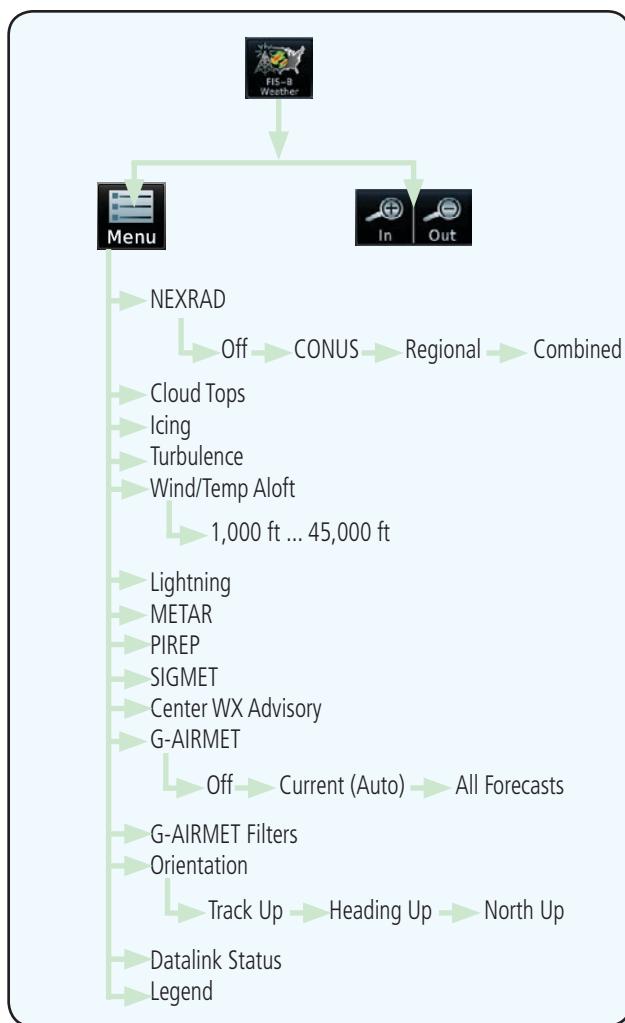 FIS-B
Weather
Menu
In Out
NEXRAD
Off CONUS Regional Combined
Cloud Tops
Icing
Turbulence
Wind/Temp Aloft
1,000 ft ... 45,000 ft
Lightning
METAR
PIREP
SIGMET
Center WX Advisory
G-AIRMET
Off Current (Auto) All Forecasts
G-AIRMET Filters
Orientation
Track Up Heading Up North Up
Datalink Status
Legend